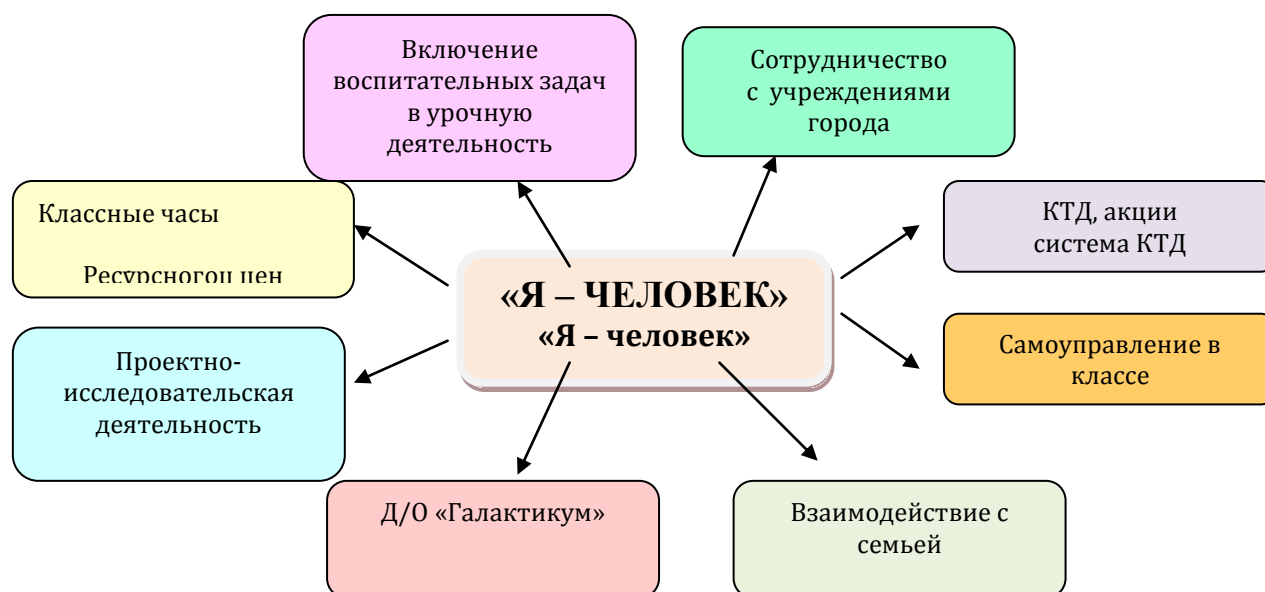 Включение
воспитательных задач
в урочную
деятельность
Сотрудничество
с учреждениями
города
Классные часы
КТД, акции
система КТД
«Я – ЧЕЛОВЕК»
«Я – человек»
Проектно-
исследовательская
деятельность
Самоуправление в
классе
Д/О «Галактикум»
Взаимодействие с
семьей